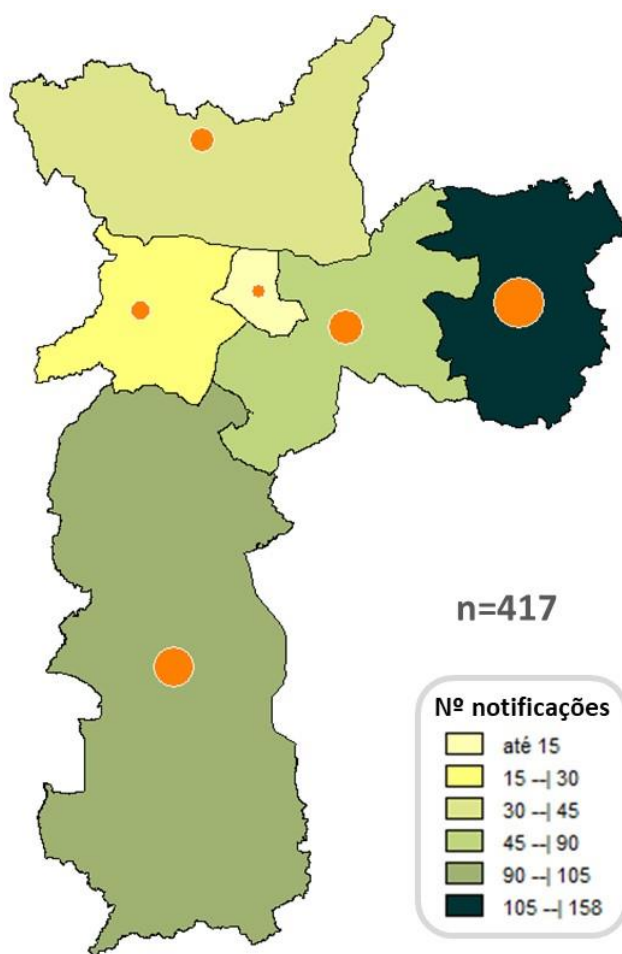 n=417
Nº notificações
até 15
15 --| 30
30 --| 45
45 --| 90
90 --| 105
105 --| 158